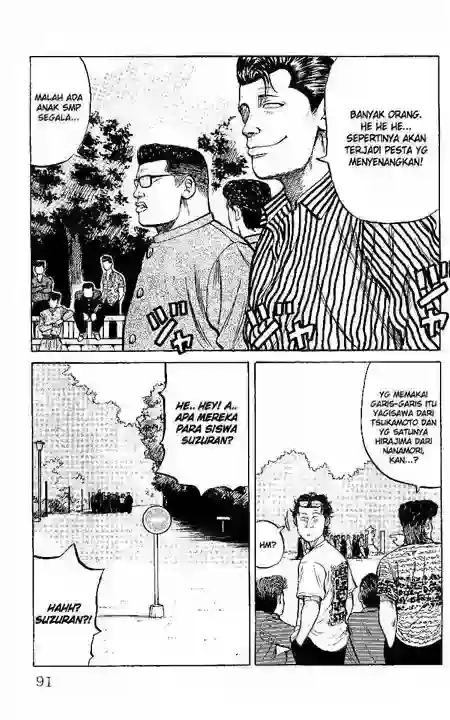 BANYAK ORANG.
HE HE HE...
SEPERTINYA AKAN
TERJADI PESTA YG
MENYENANGKAN!
MALAH ADA
ANAK SMP
SEGALA...
YG MEMAKAI
GARIS-GARIS ITU
YAGISAWA DARI
TSUKAMOTO DAN
YG SATUNYA
HIRAJIMA DARI
NANAMORI,
KAN...?
HM?
HE.. HEY! A..
APA MEREKA
PARA SISWA
SUZURAN?
HAHH?
SUZURAN?!
91